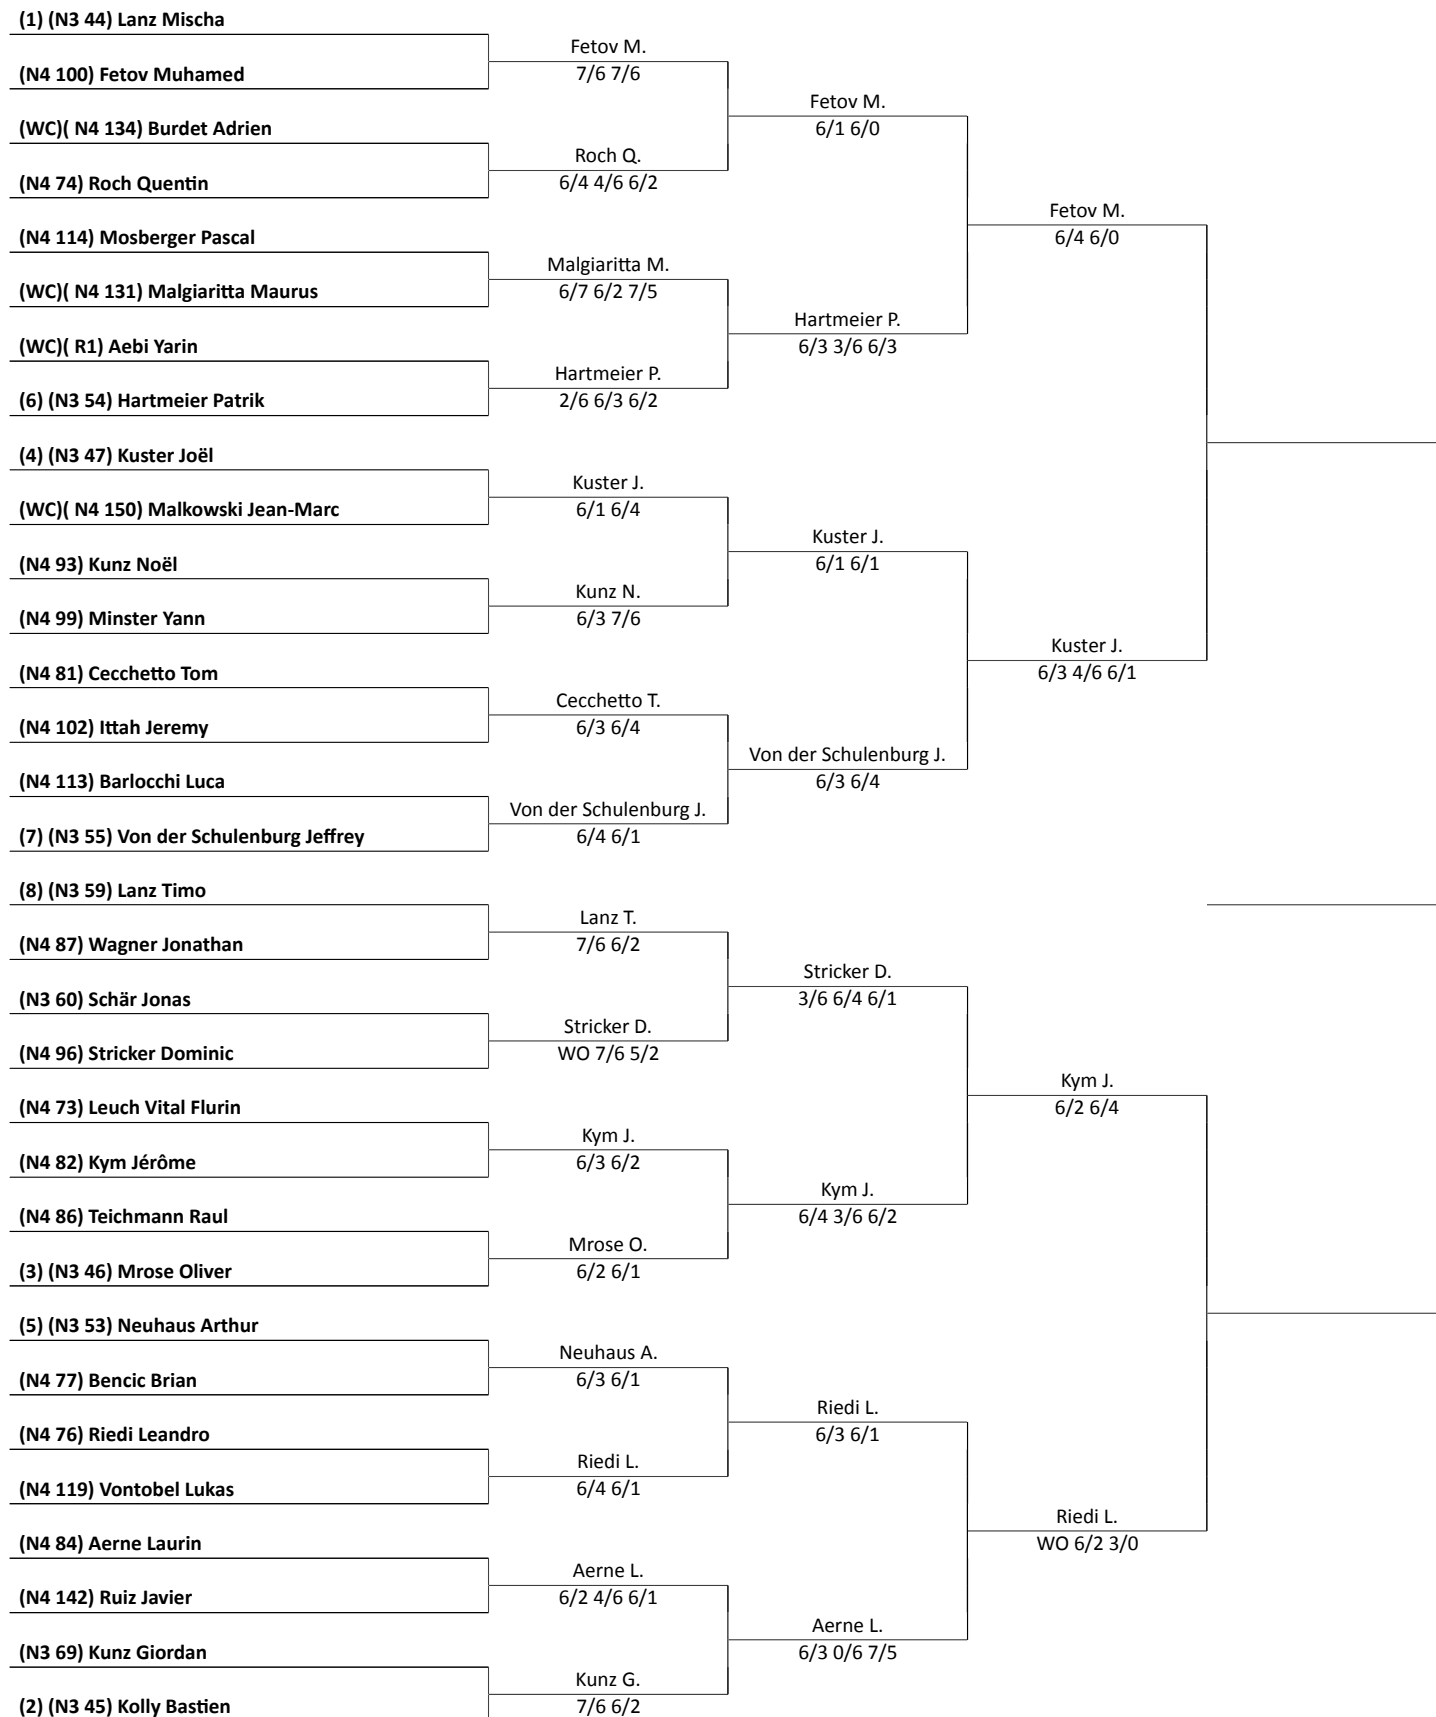 (1) (N3 44) Lanz Mischa
(N4 100) Fetov Muhamed
(WC)( N4 134) Burdet Adrien
(N4 74) Roch Quentin
(N4 114) Mosberger Pascal
(WC)( N4 131) Malgiaritta Maurus
(WC)( R1) Aebi Yarin
(6) (N3 54) Hartmeier Patrik
(4) (N3 47) Kuster Joël
(WC)( N4 150) Malkowski Jean-Marc
(N4 93) Kunz Noël
(N4 99) Minster Yann
(N4 81) Cecchetto Tom
(N4 102) Ittah Jeremy
(N4 113) Barlocchi Luca
(7) (N3 55) Von der Schulenburg Jeffrey
(8) (N3 59) Lanz Timo
(N4 87) Wagner Jonathan
(N3 60) Schär Jonas
(N4 96) Stricker Dominic
(N4 73) Leuch Vital Flurin
(N4 82) Kym Jérôme
(N4 86) Teichmann Raul
(3) (N3 46) Mrose Oliver
(5) (N3 53) Neuhaus Arthur
(N4 77) Bencic Brian
(N4 76) Riedi Leandro
(N4 119) Vontobel Lukas
(N4 84) Aerne Laurin
(N4 142) Ruiz Javier
(N3 69) Kunz Giordan
(2) (N3 45) Kolly Bastien
Fetov M.
7/6 7/6
Roch Q.
6/4 4/6 6/2
Malgiaritta M.
6/7 6/2 7/5
Hartmeier P.
2/6 6/3 6/2
Kuster J.
6/1 6/4
Kunz N.
6/3 7/6
Cecchetto T.
6/3 6/4
Von der Schulenburg J.
6/4 6/1
Lanz T.
7/6 6/2
Stricker D.
WO 7/6 5/2
Kym J.
6/3 6/2
Mrose O.
6/2 6/1
Neuhaus A.
6/3 6/1
Riedi L.
6/4 6/1
Aerne L.
6/2 4/6 6/1
Kunz G.
7/6 6/2
Fetov M.
6/1 6/0
Hartmeier P.
6/3 3/6 6/3
Kuster J.
6/1 6/1
Von der Schulenburg J.
6/3 6/4
Stricker D.
3/6 6/4 6/1
Kym J.
6/4 3/6 6/2
Riedi L.
6/3 6/1
Aerne L.
6/3 0/6 7/5
Fetov M.
6/4 6/0
Kuster J.
6/3 4/6 6/1
Kym J.
6/2 6/4
Riedi L.
WO 6/2 3/0